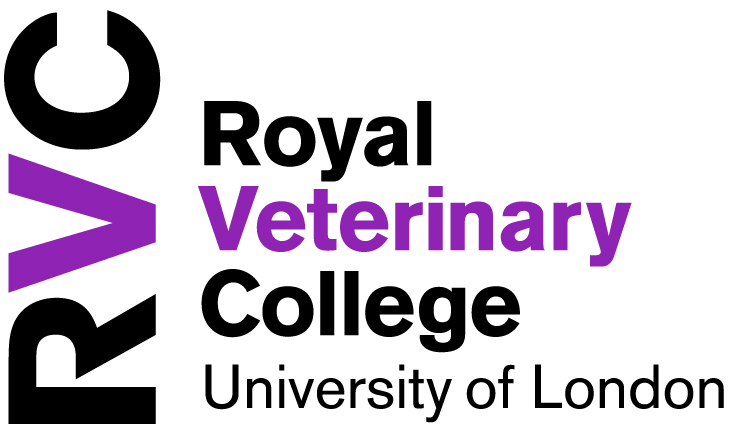 RVC
Royal
Veterinary
College
University of London